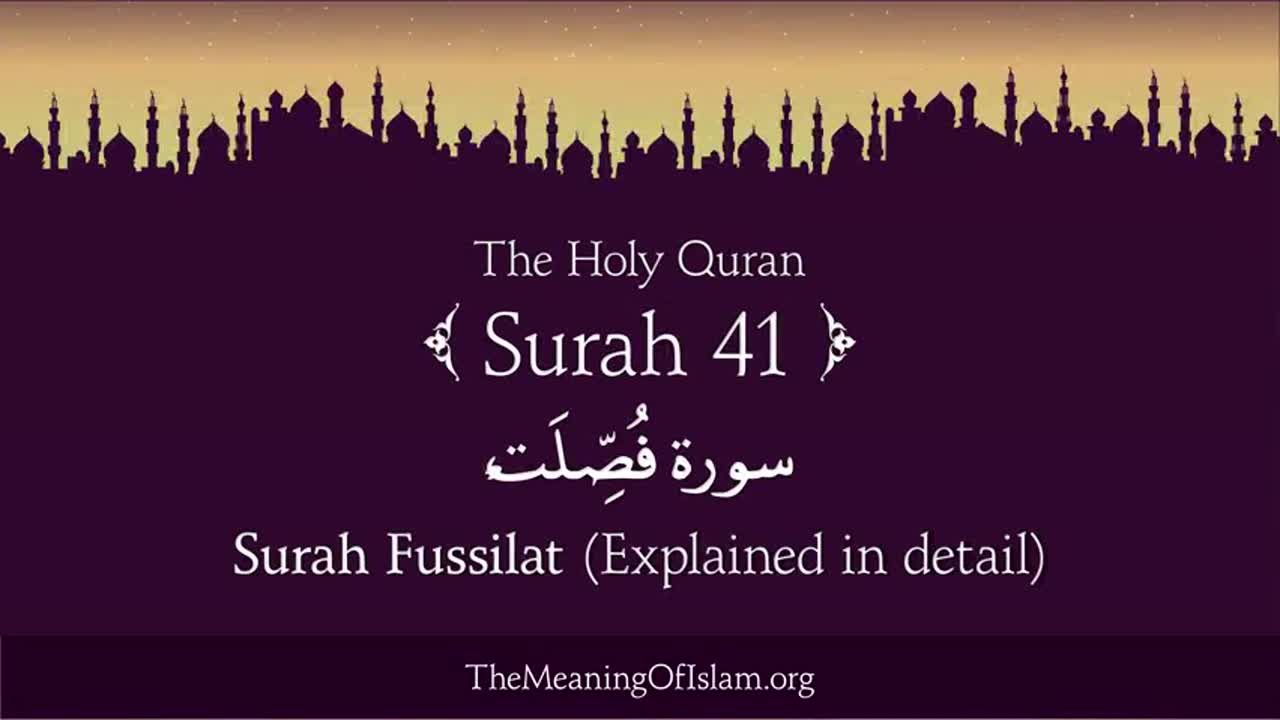 The Holy Quran
Surah 41
سورة فُصِّلَت
Surah Fussilat (Explained in detail)
TheMeaningOfIslam.org